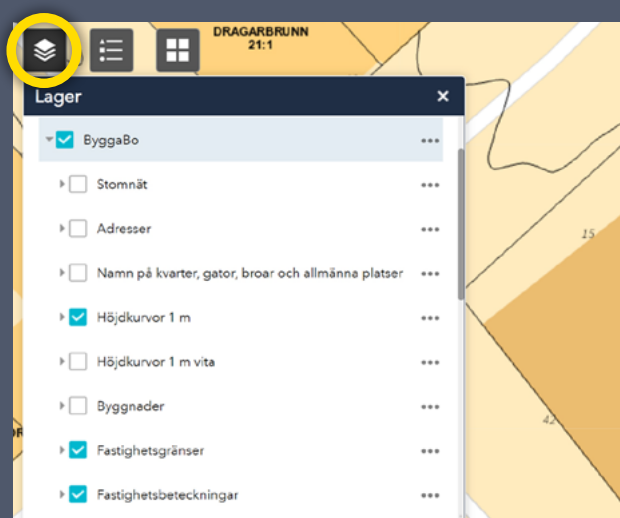 DRAGARBRUNN
21:1
Lager
ByggaBo
Stomnät
Adresser
Namn på kvarter, gator, broar och allmänna platser
Höjdkurvor 1 m
Höjdkurvor 1 m vita
Byggnader
Fastighetsgränser
Fastighetsbeteckningar
15
42